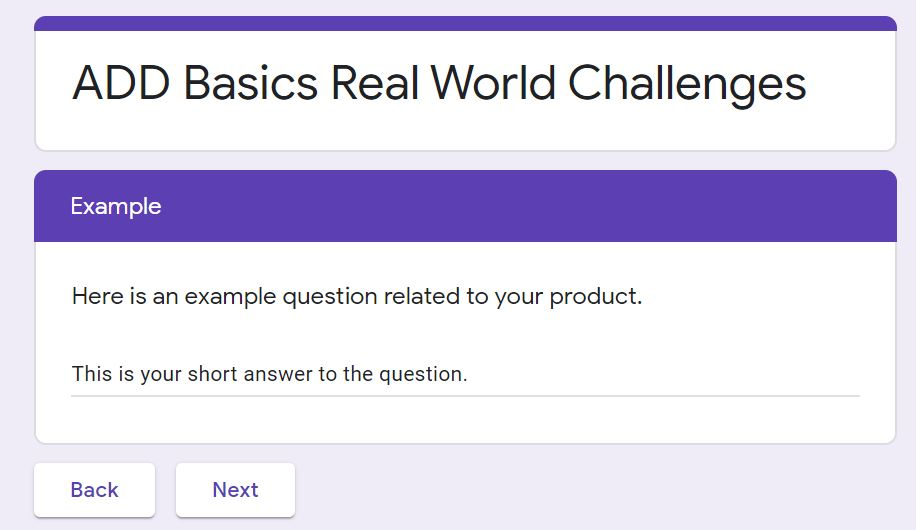 ADD Basics Real World Challenges
Example
Here is an example question related to your product.
This is your short answer to the question.
Back
Next